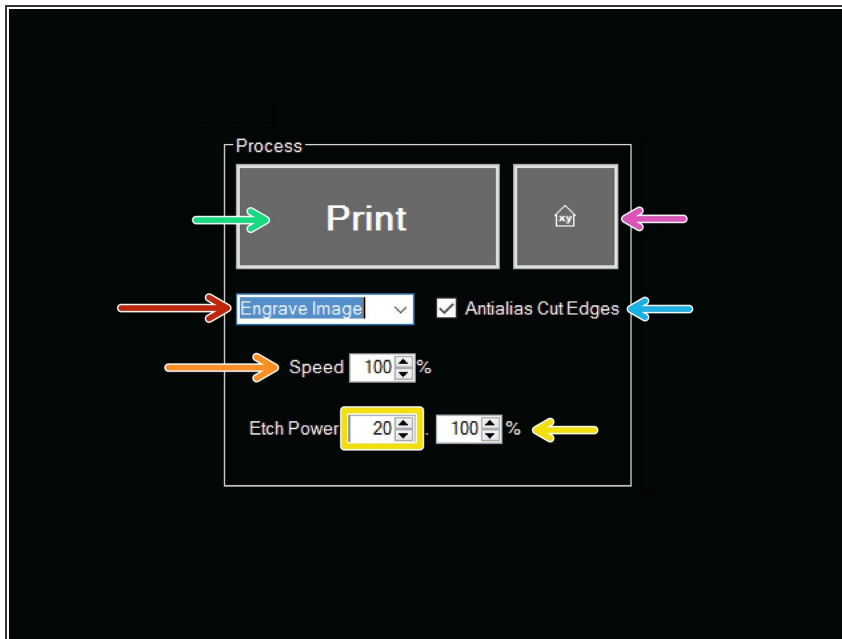 Process
Print
xy
Engrave Image
Antialias Cut Edges
Speed 100 %
Etch Power 20 .. 100 %